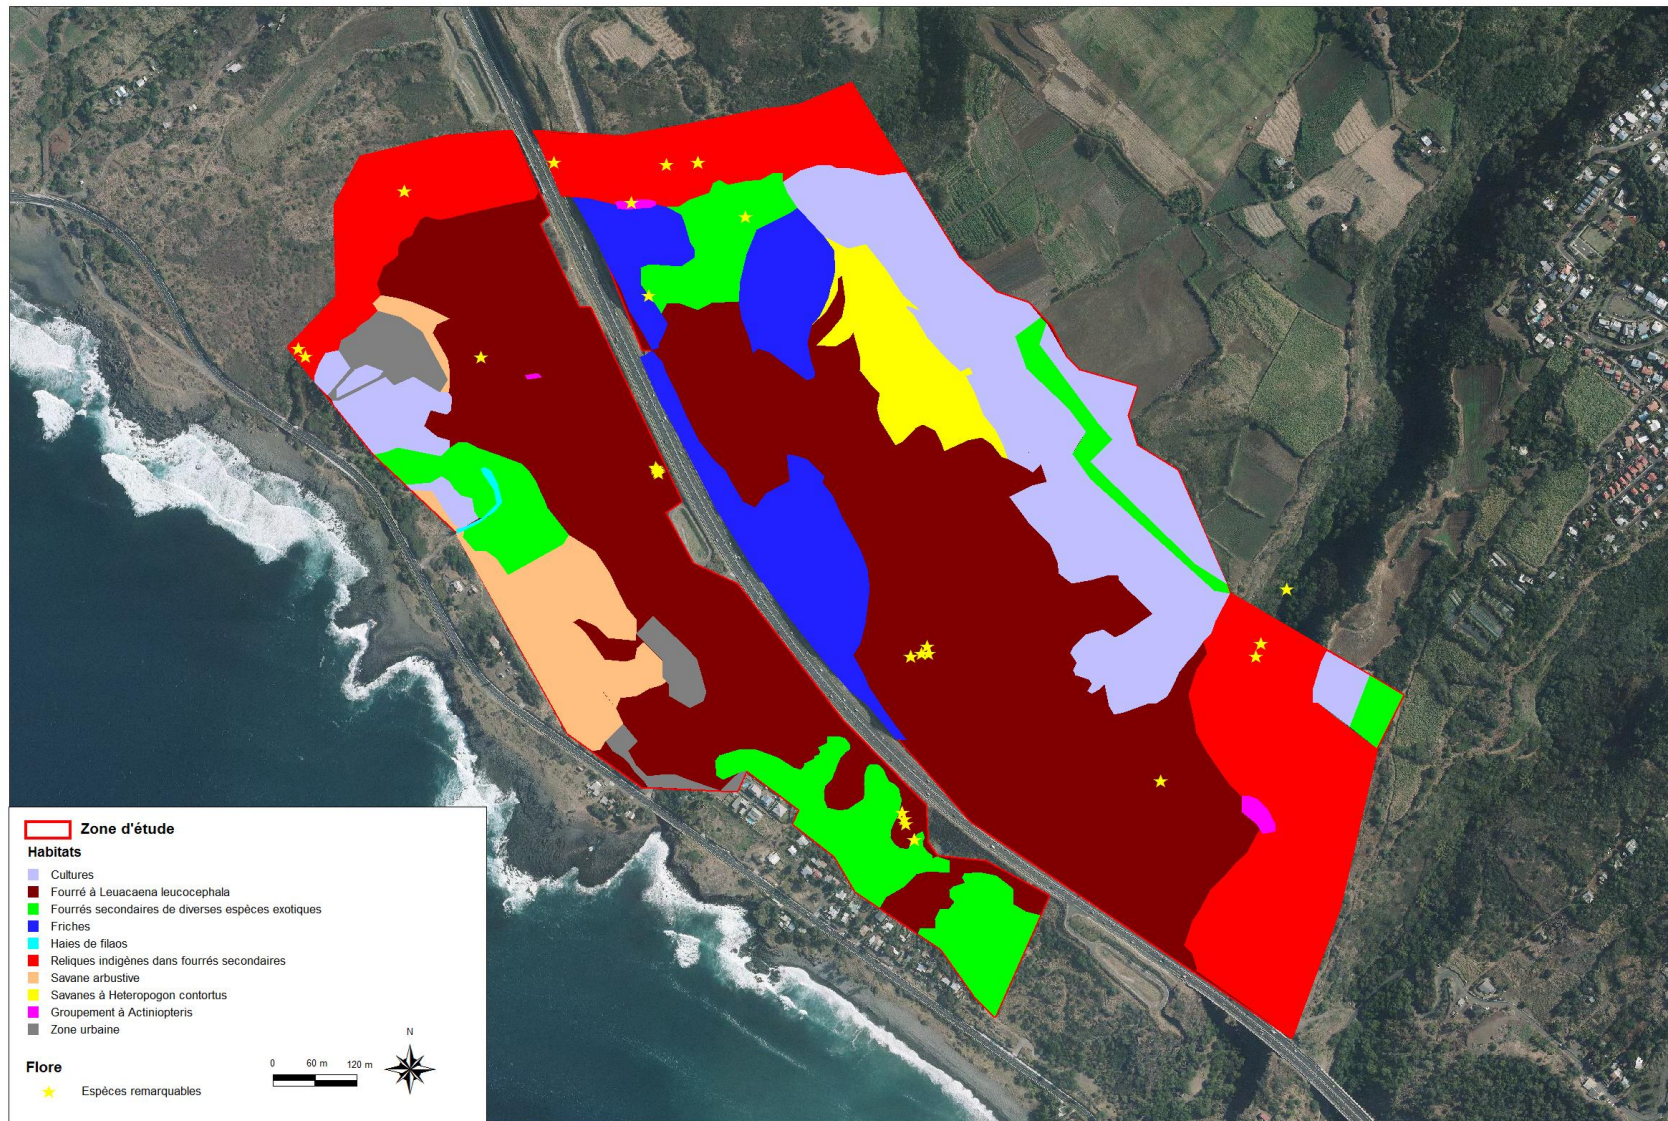 Zone d'étude
Habitats
Cultures
Fourré à Leuacaena leucocephala
Fourrés secondaires de diverses espèces exotiques
Friches
Haies de filaos
Reliques indigènes dans fourrés secondaires
Savane arbustive
Savanes à Heteropogon contortus
Groupement à Actiniopteris
Zone urbaine
N
0 60 m 120 m
Flore
Espèces remarquables